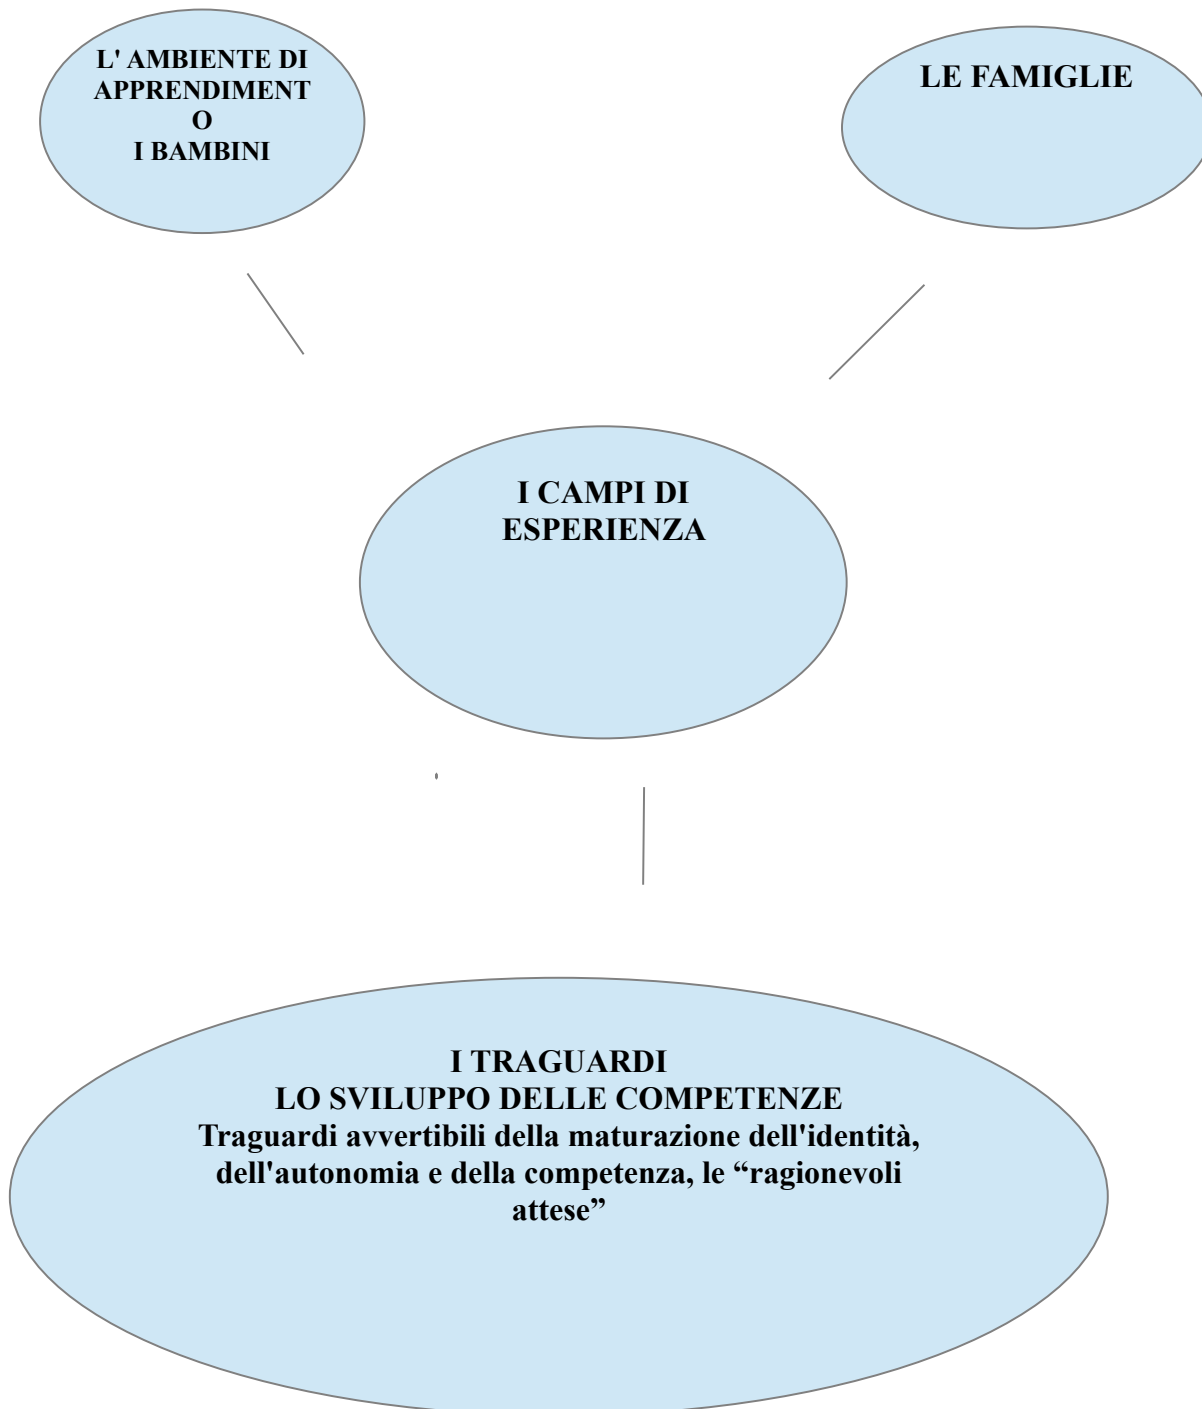 L' AMBIENTE DI
APPRENDIMENT
O
I BAMBINI
LE FAMIGLIE
I CAMPI DI
ESPERIENZA
I TRAGUARDI
LO SVILUPPO DELLE COMPETENZE
Traguardi avvertibili della maturazione dell'identità,
dell'autonomia e della competenza, le “ragionevoli
attese”